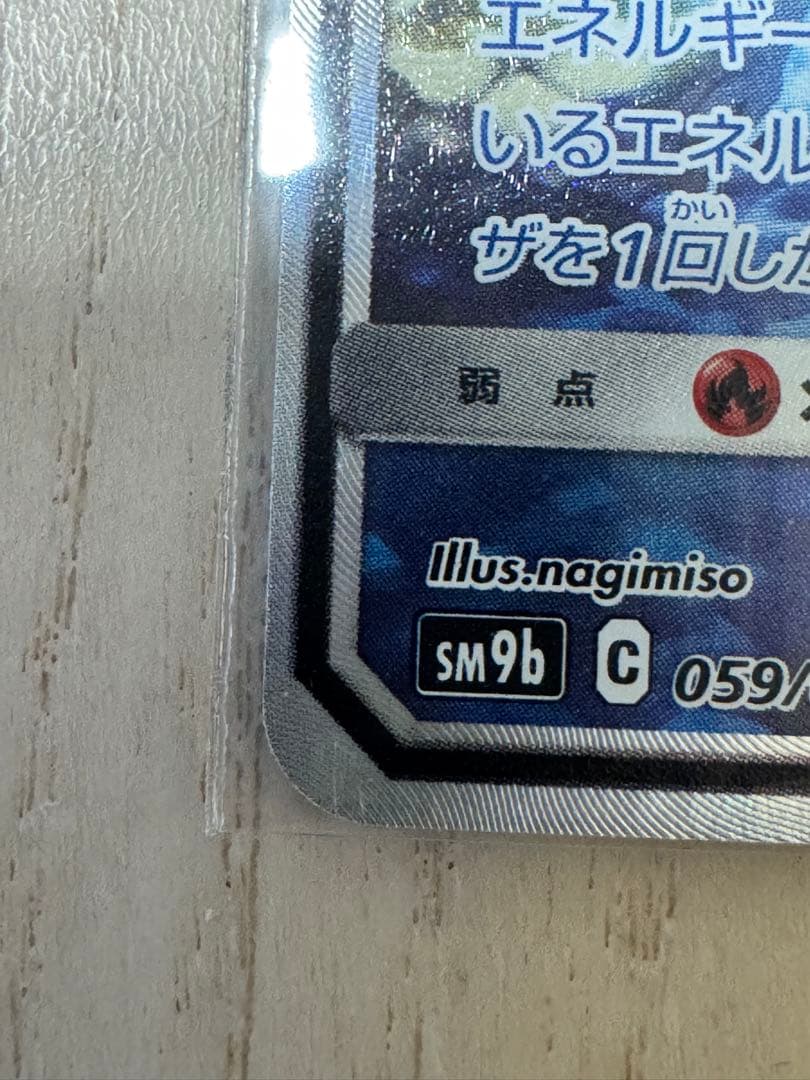 エネルギー
いるエネル
かい
ザを1回しか
弱 点
Illus.nagimiso
SM9b C 059/